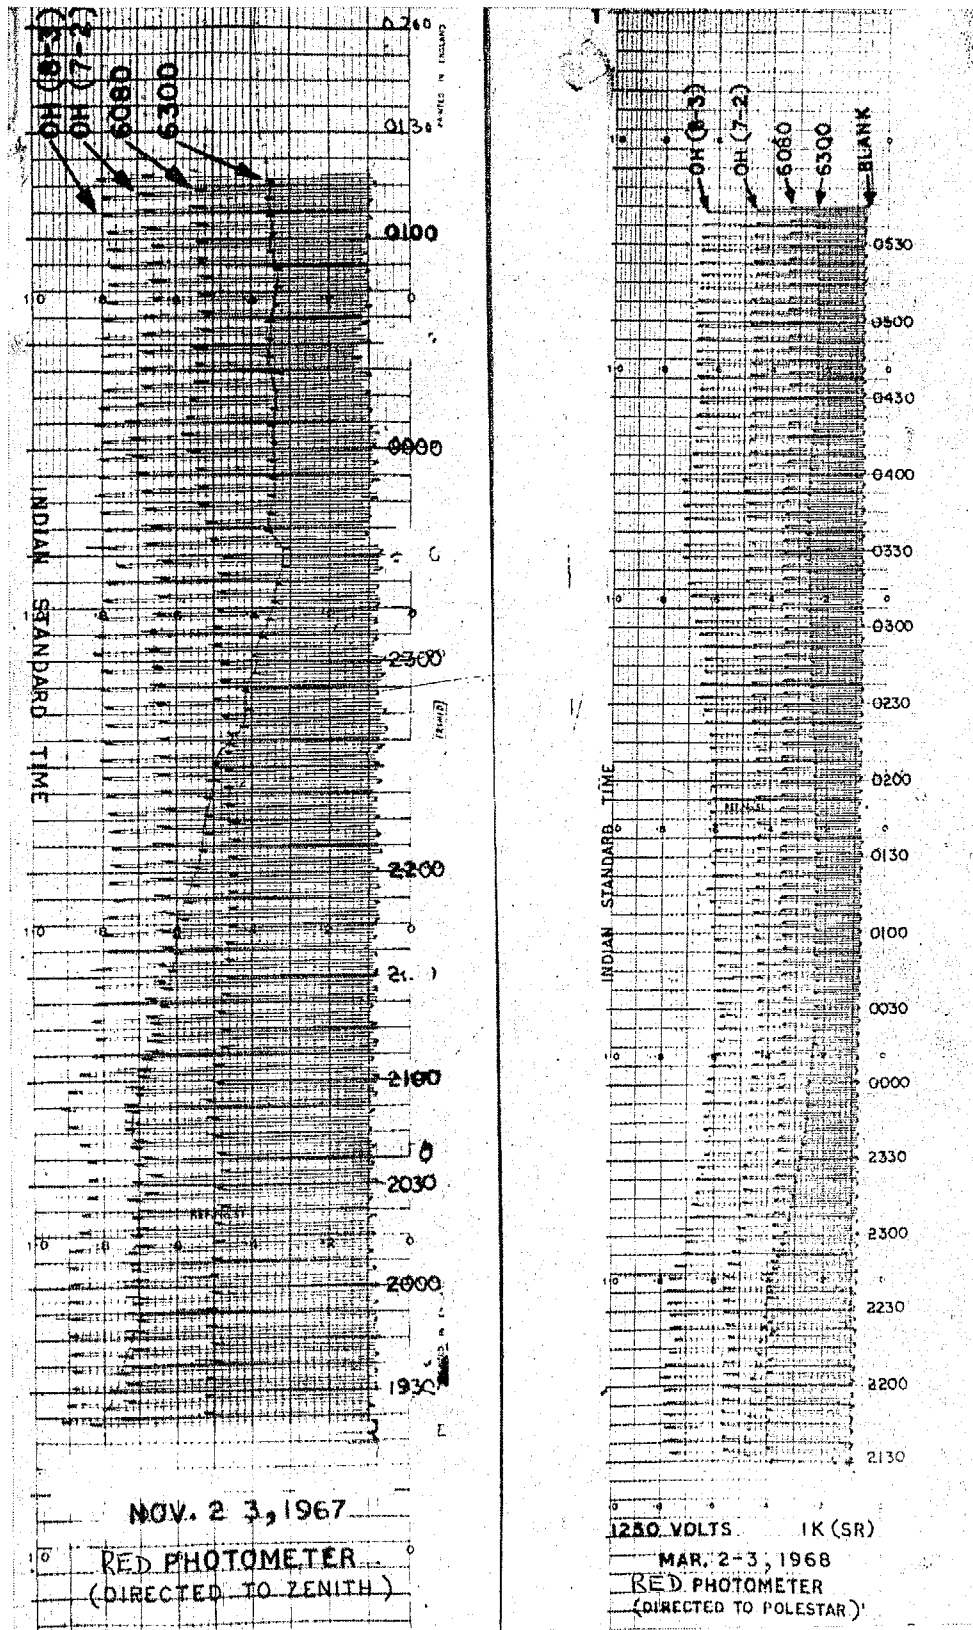 OH (8-3)
OH (7-2)
6080
6300
0130
PRINTED IN ENGLAND
0100
0000
2300
2200
2100
2030
2000
1930
INDIAN STANDARD TIME
NOV. 2 3, 1967
RED PHOTOMETER
(DIRECTED TO ZENITH)
OH (8-3)
OH (7-2)
6080
6300
BLANK
0530
0500
0430
0400
0330
0300
0230
0200
0130
0100
0030
0000
2330
2300
2230
2200
2130
INDIAN STANDARD TIME
1250 VOLTS 1K (SR)
MAR. 2-3, 1968
RED PHOTOMETER
(DIRECTED TO POLESTAR)